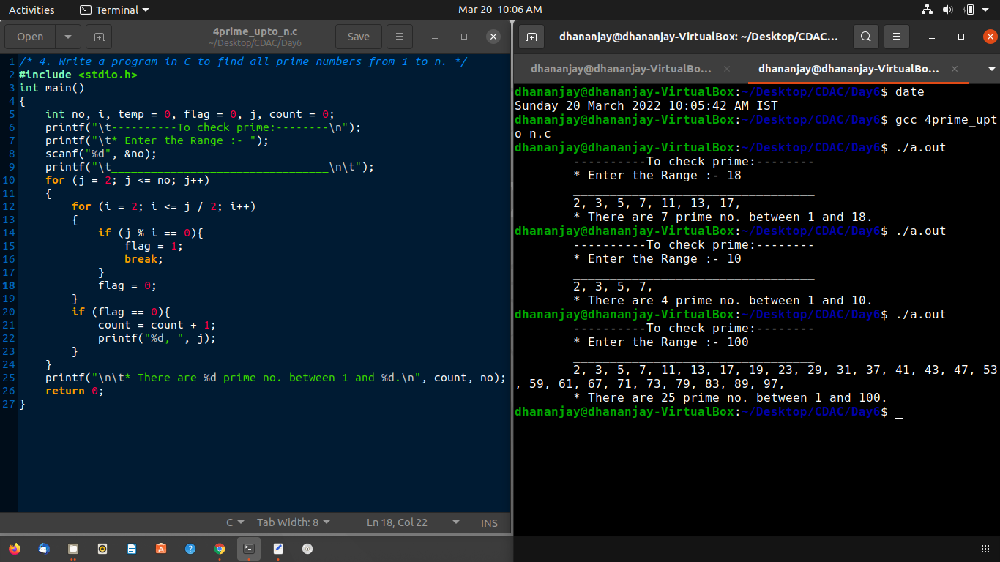 Activities Terminal Mar 20 10:06 AM
Open 4prime_upto_n.c Save
~/Desktop/CDAC/Day6
1 /* 4. Write a program in C to find all prime numbers from 1 to n. */
2 #include <stdio.h>
3 int main()
4 {
5     int no, i, temp = 0, flag = 0, j, count = 0;
6     printf("\t----------To check prime:--------\n");
7     printf("\t* Enter the Range :- ");
8     scanf("%d", &no);
9     printf("\t_________________________________\n\t");
10     for (j = 2; j <= no; j++)
11     {
12         for (i = 2; i <= j / 2; i++)
13         {
14             if (j % i == 0){
15                 flag = 1;
16                 break;
17             }
18             flag = 0;
19         }
20         if (flag == 0){
21             count = count + 1;
22             printf("%d, ", j);
23         }
24     }
25     printf("\n\t* There are %d prime no. between 1 and %d.\n", count, no);
26     return 0;
27 }
C Tab Width: 8 Ln 18, Col 22 INS
dhananjay@dhananjay-VirtualBox: ~/Desktop/CDAC...
dhananjay@dhananjay-VirtualBo... dhananjay@dhananjay-VirtualBo...
dhananjay@dhananjay-VirtualBox:~/Desktop/CDAC/Day6$ date
Sunday 20 March 2022 10:05:42 AM IST
dhananjay@dhananjay-VirtualBox:~/Desktop/CDAC/Day6$ gcc 4prime_upt
o_n.c
dhananjay@dhananjay-VirtualBox:~/Desktop/CDAC/Day6$ ./a.out
        ----------To check prime:--------
        * Enter the Range :- 18
        _________________________________
        2, 3, 5, 7, 11, 13, 17,
        * There are 7 prime no. between 1 and 18.
dhananjay@dhananjay-VirtualBox:~/Desktop/CDAC/Day6$ ./a.out
        ----------To check prime:--------
        * Enter the Range :- 10
        _________________________________
        2, 3, 5, 7,
        * There are 4 prime no. between 1 and 10.
dhananjay@dhananjay-VirtualBox:~/Desktop/CDAC/Day6$ ./a.out
        ----------To check prime:--------
        * Enter the Range :- 100
        _________________________________
        2, 3, 5, 7, 11, 13, 17, 19, 23, 29, 31, 37, 41, 43, 47, 53
, 59, 61, 67, 71, 73, 79, 83, 89, 97,
        * There are 25 prime no. between 1 and 100.
dhananjay@dhananjay-VirtualBox:~/Desktop/CDAC/Day6$ _